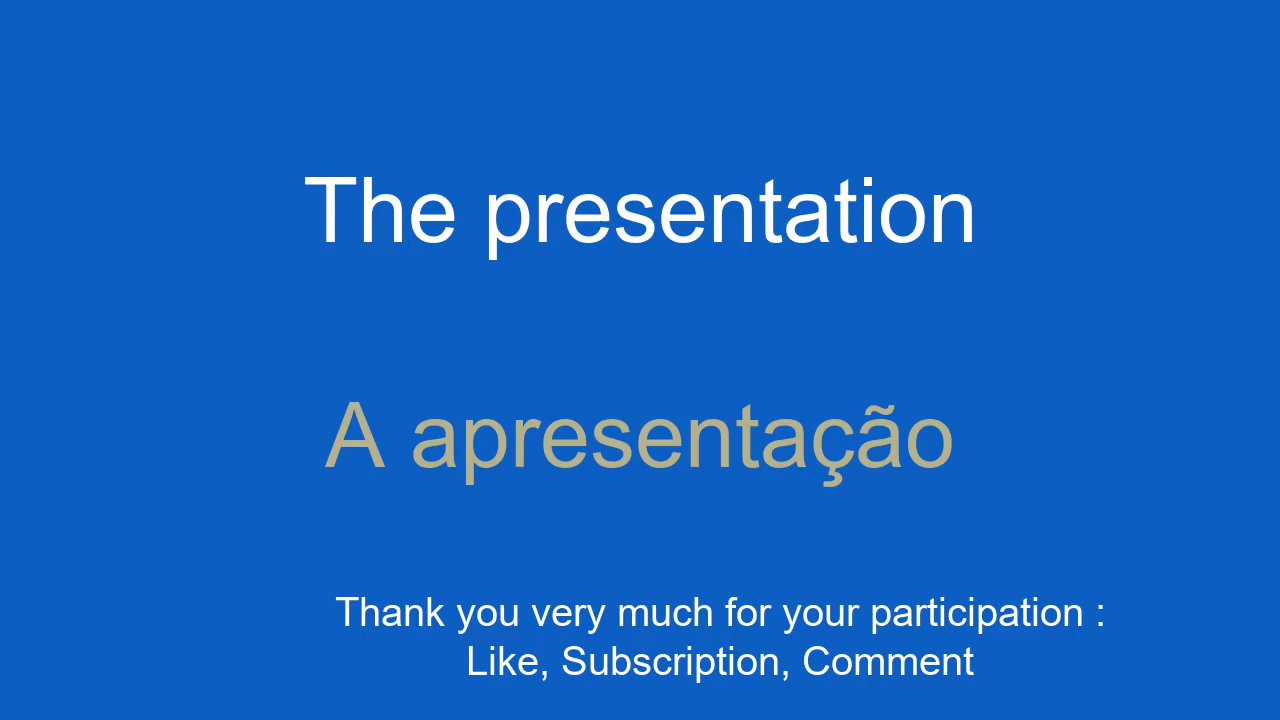 The presentation
A apresentação
Thank you very much for your participation :
Like, Subscription, Comment